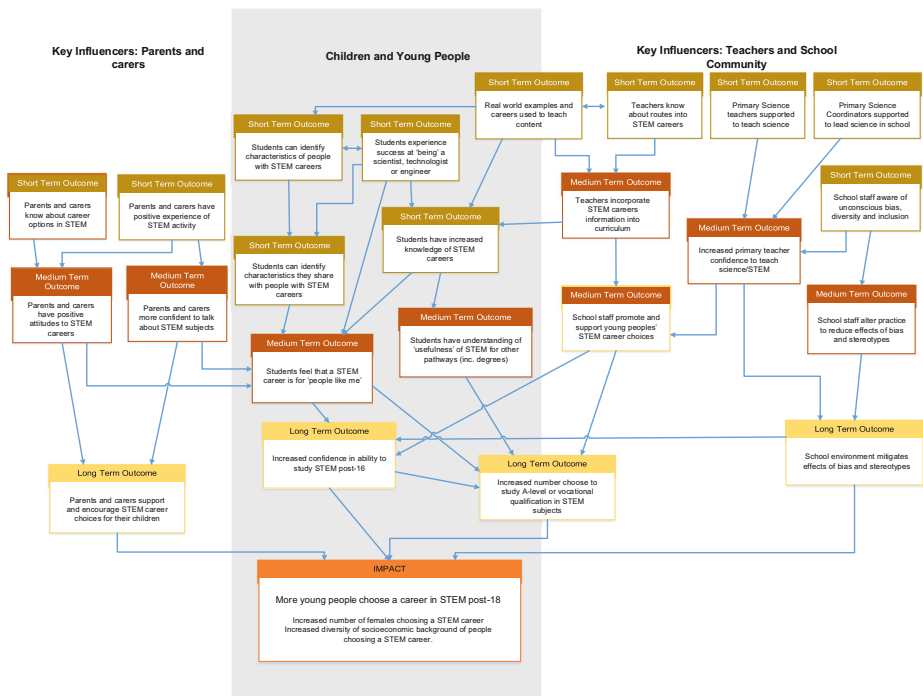 Key Influencers: Parents and
carers
Children and Young People
Key Influencers: Teachers and School
Community
Short Term Outcome
Real world examples and
careers used to teach
content
Short Term Outcome
Teachers know
about routes into
STEM careers
Short Term Outcome
Primary Science
teachers supported
to teach science
Short Term Outcome
Primary Science
Coordinators supported
to lead science in school
Short Term Outcome
Students can identify
characteristics of people
with STEM careers
Short Term Outcome
Students experience
success at 'being' a
scientist, technologist
or engineer
Short Term Outcome
Parents and carers
know about career
options in STEM
Short Term Outcome
Parents and carers have
positive experience of
STEM activity
Medium Term Outcome
Teachers incorporate
STEM careers
information into
curriculum
Short Term Outcome
School staff aware of
unconscious bias,
diversity and inclusion
Short Term Outcome
Students have increased
knowledge of STEM
careers
Medium Term Outcome
Increased primary teacher
confidence to teach
science/STEM
Short Term Outcome
Students can identify
characteristics they share
with people with STEM
careers
Medium Term
Outcome
Parents and carers
have positive
attitudes to STEM
careers
Medium Term
Outcome
Parents and carers
more confident to talk
about STEM subjects
Medium Term Outcome
School staff promote and
support young peoples'
STEM career choices
Medium Term Outcome
School staff alter practice
to reduce effects of bias
and stereotypes
Medium Term Outcome
Students have understanding
of 'usefulness' of STEM for other
pathways (inc. degrees)
Medium Term Outcome
Students feel that a STEM
career is for 'people like me'
Long Term Outcome
Increased confidence in ability to
study STEM post-16
Long Term Outcome
School environment mitigates
effects of bias and stereotypes
Long Term Outcome
Increased number choose to
study A-level or vocational
qualification in STEM
subjects
Long Term Outcome
Parents and carers support
and encourage STEM career
choices for their children
IMPACT
More young people choose a career in STEM post-18
Increased number of females choosing a STEM career
Increased diversity of socioeconomic background of people
choosing a STEM career.